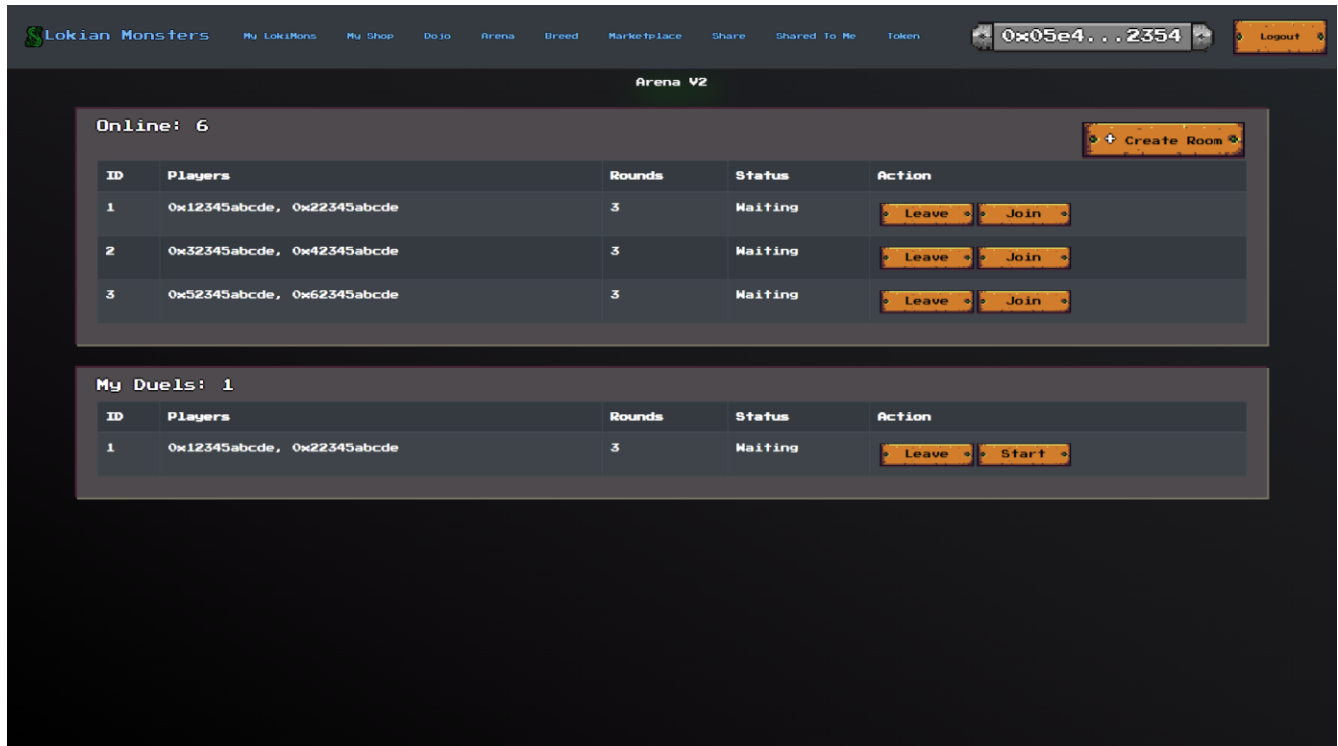 Lokian Monsters My LokiMons My Shop Dojo Arena Breed Marketplace Share Shared To Me Token 0x05e4...2354 Logout
Arena V2
Online: 6
+ Create Room
ID Players Rounds Status Action
1 0x12345abcde, 0x22345abcde 3 Waiting Leave Join
2 0x32345abcde, 0x42345abcde 3 Waiting Leave Join
3 0x52345abcde, 0x62345abcde 3 Waiting Leave Join
My Duels: 1
ID Players Rounds Status Action
1 0x12345abcde, 0x22345abcde 3 Waiting Leave Start